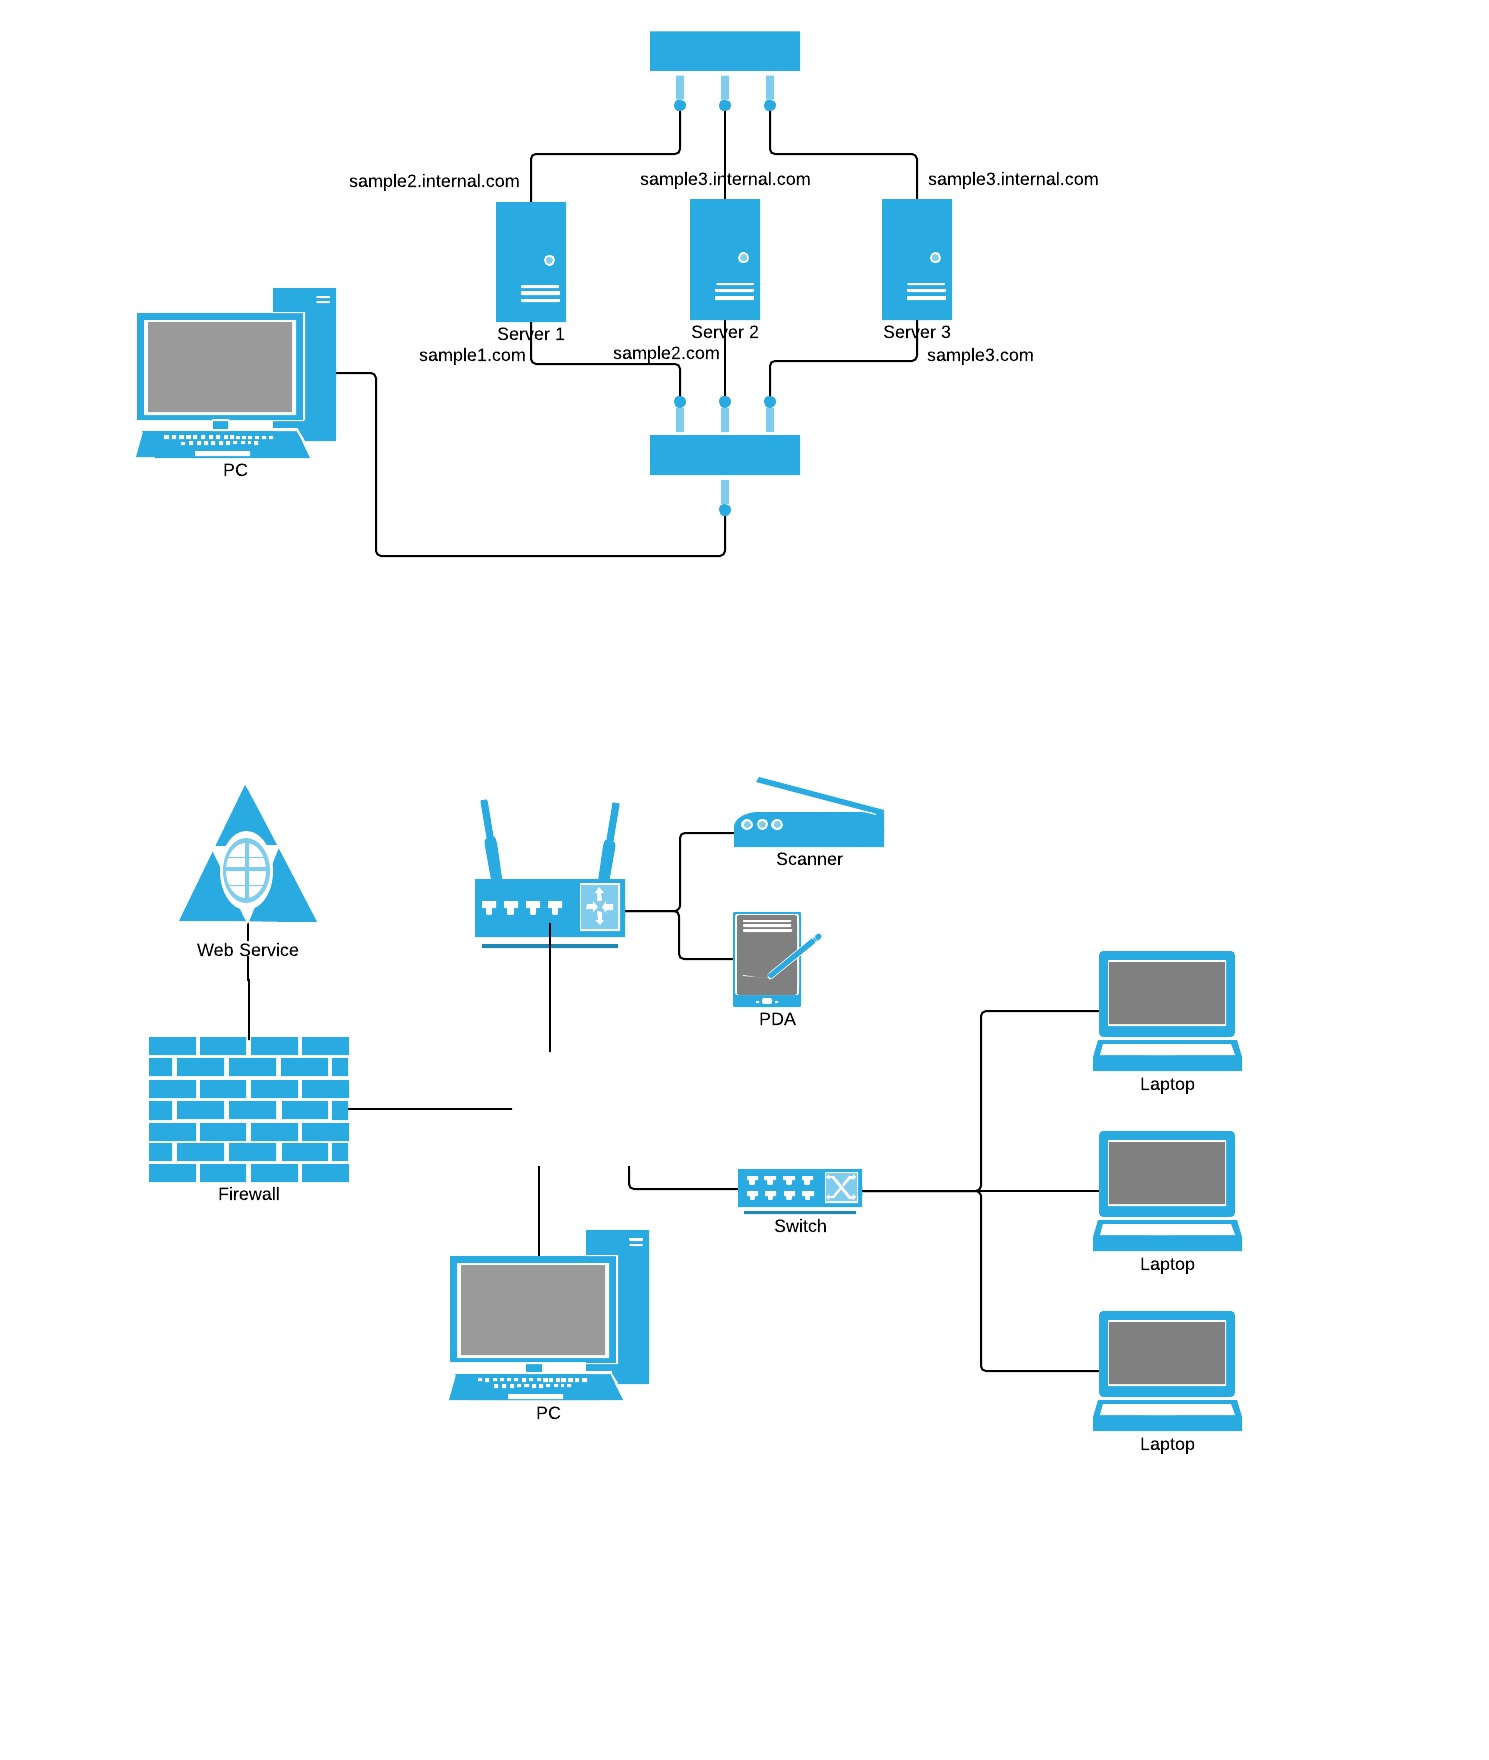 sample2.internal.com
sample3.internal.com
sample3.internal.com
Server 1
Server 2
Server 3
sample1.com
sample2.com
sample3.com
PC
Scanner
Web Service
PDA
Laptop
Firewall
Switch
Laptop
PC
Laptop